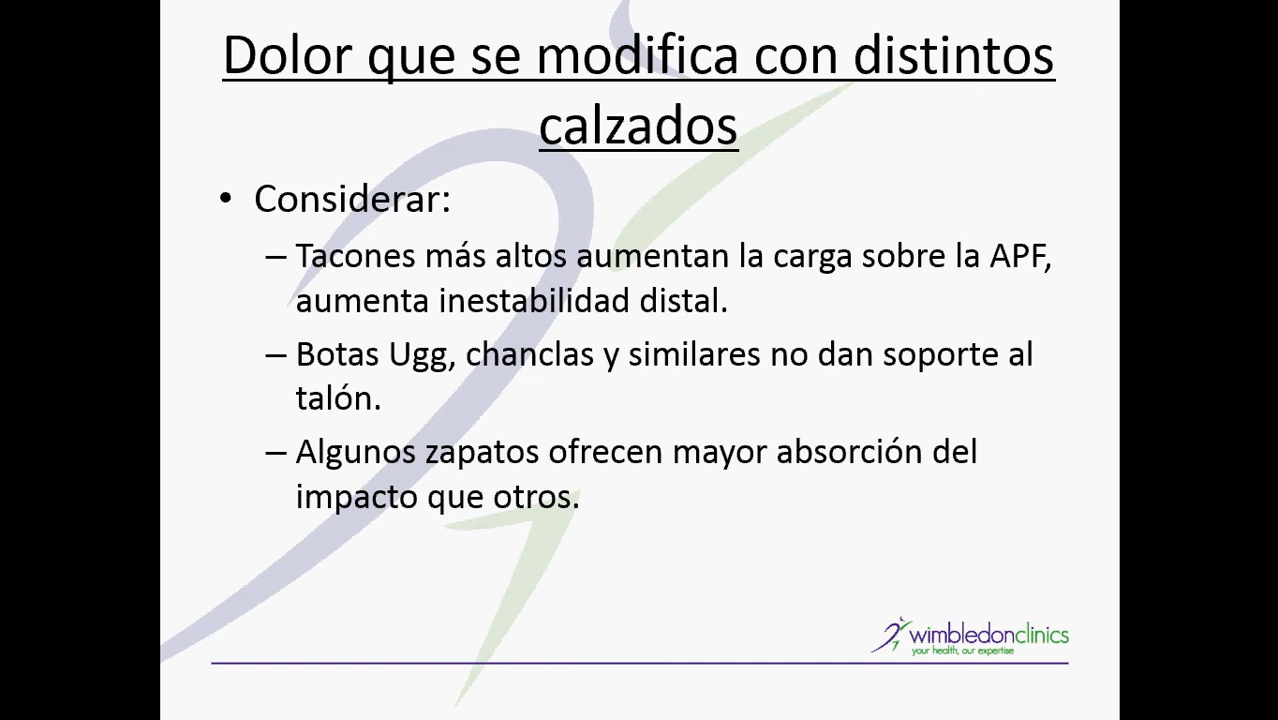 Dolor que se modifica con distintos
calzados
• Considerar:
– Tacones más altos aumentan la carga sobre la APF,
aumenta inestabilidad distal.
– Botas Ugg, chanclas y similares no dan soporte al
talón.
– Algunos zapatos ofrecen mayor absorción del
impacto que otros.
wimbledonclinics
your health, our expertise